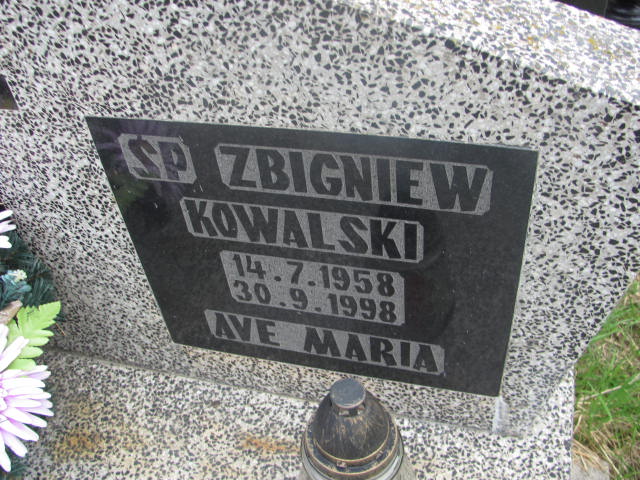 SP ZBIGNIEW
KOWALSKI
14.7.1958
30.9.1998
AVE MARIA